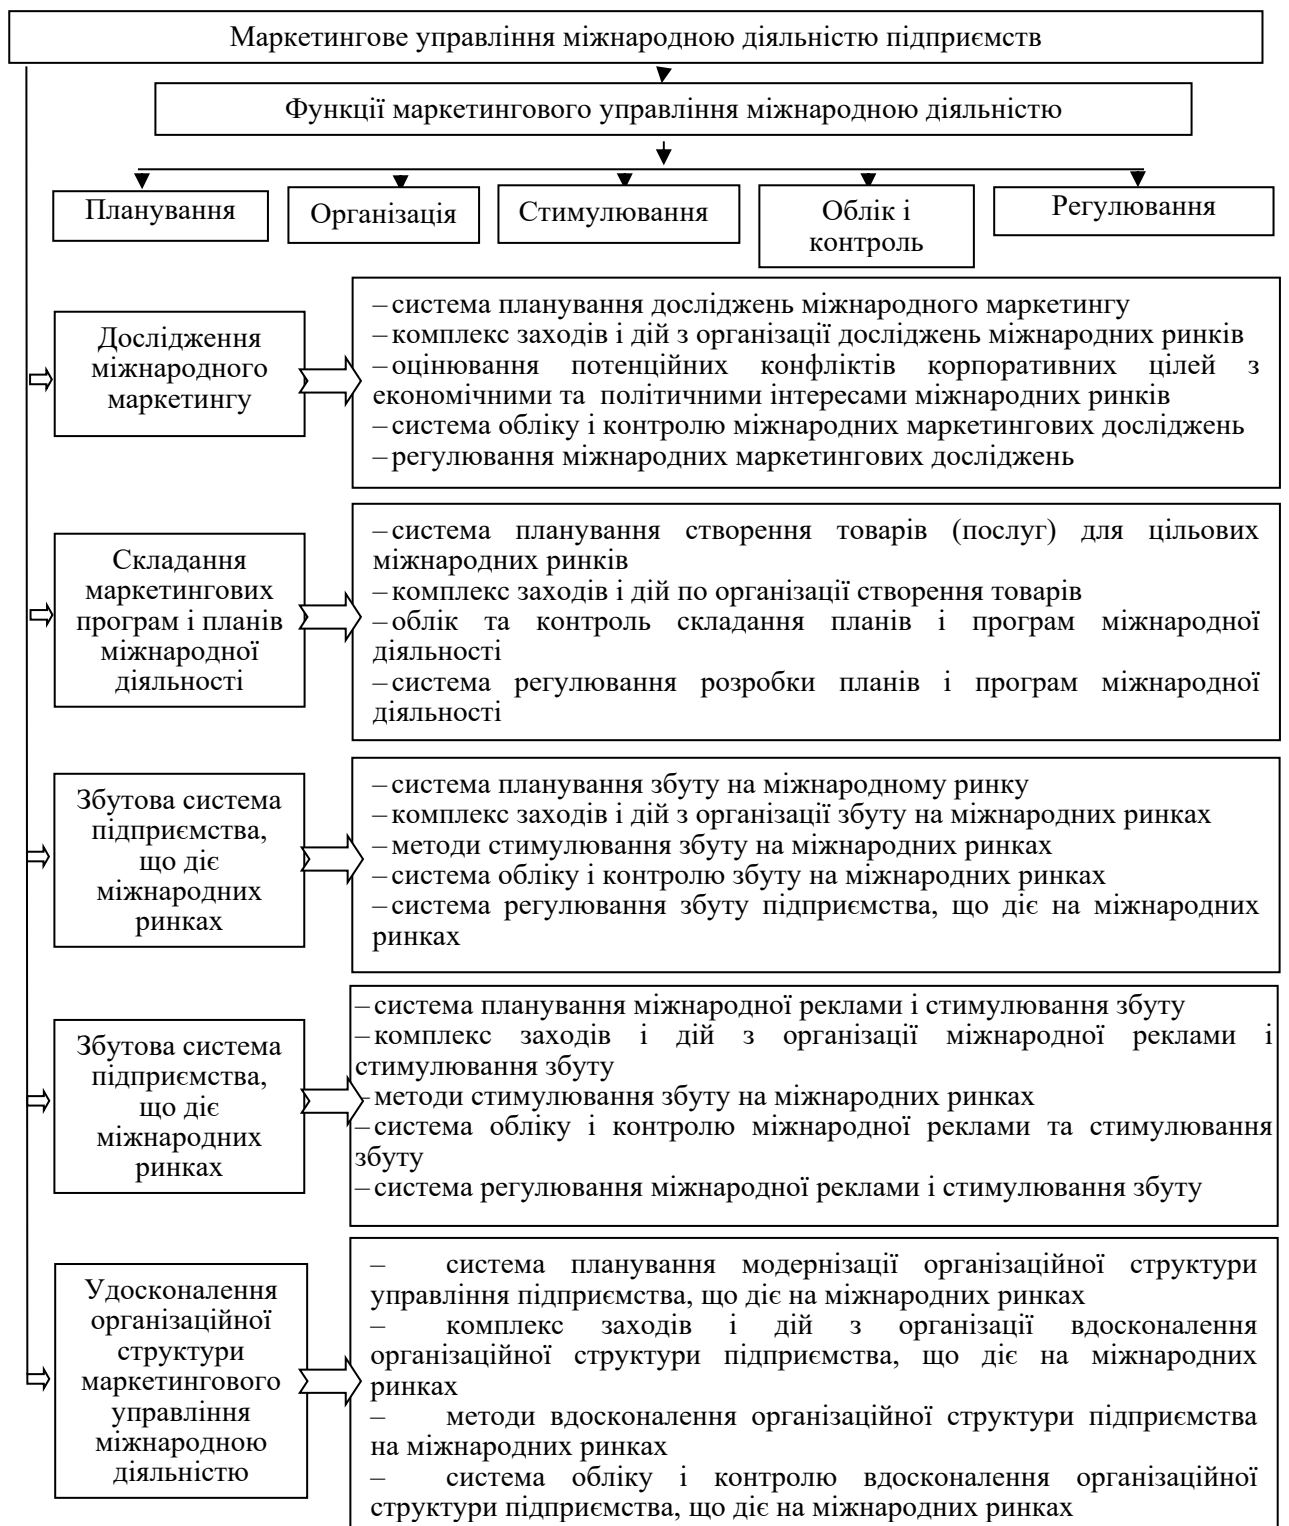 Маркетингове управління міжнародною діяльністю підприємств
Функції маркетингового управління міжнародною діяльністю
Планування
Організація
Стимулювання
Облік і
контроль
Регулювання
Дослідження
міжнародного
маркетингу
– система планування досліджень міжнародного маркетингу
– комплекс заходів і дій з організації досліджень міжнародних ринків
– оцінювання потенційних конфліктів корпоративних цілей з
економічними та політичними інтересами міжнародних ринків
– система обліку і контролю міжнародних маркетингових досліджень
– регулювання міжнародних маркетингових досліджень
Складання
маркетингових
програм і планів
міжнародної
діяльності
– система планування створення товарів (послуг) для цільових
міжнародних ринків
– комплекс заходів і дій по організації створення товарів
– облік та контроль складання планів і програм міжнародної
діяльності
– система регулювання розробки планів і програм міжнародної
діяльності
Збутова система
підприємства,
що діє
міжнародних
ринках
– система планування збуту на міжнародному ринку
– комплекс заходів і дій з організації збуту на міжнародних ринках
– методи стимулювання збуту на міжнародних ринках
– система обліку і контролю збуту на міжнародних ринках
– система регулювання збуту підприємства, що діє на міжнародних
ринках
Збутова система
підприємства,
що діє
міжнародних
ринках
– система планування міжнародної реклами і стимулювання збуту
– комплекс заходів і дій з організації міжнародної реклами і
стимулювання збуту
– методи стимулювання збуту на міжнародних ринках
– система обліку і контролю міжнародної реклами та стимулювання
збуту
– система регулювання міжнародної реклами і стимулювання збуту
Удосконалення
організаційної
структури
маркетингового
управління
міжнародною
діяльністю
– система планування модернізації організаційної структури
управління підприємства, що діє на міжнародних ринках
– комплекс заходів і дій з організації вдосконалення
організаційної структури підприємства, що діє на міжнародних
ринках
– методи вдосконалення організаційної структури підприємства
на міжнародних ринках
– система обліку і контролю вдосконалення організаційної
структури підприємства, що діє на міжнародних ринках